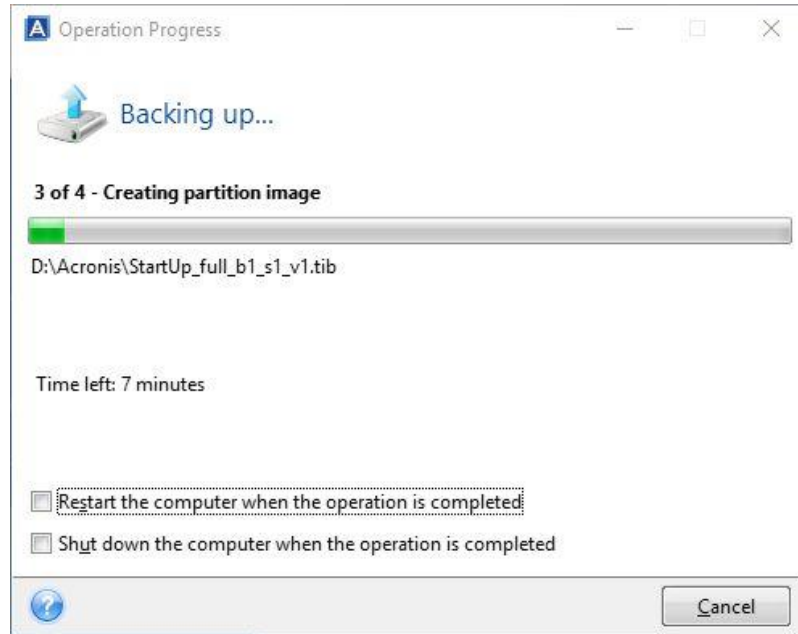 A Operation Progress
Backing up...
3 of 4 - Creating partition image
D:\Acronis\StartUp_full_b1_s1_v1.tib
Time left: 7 minutes
Restart the computer when the operation is completed
Shut down the computer when the operation is completed
? Cancel